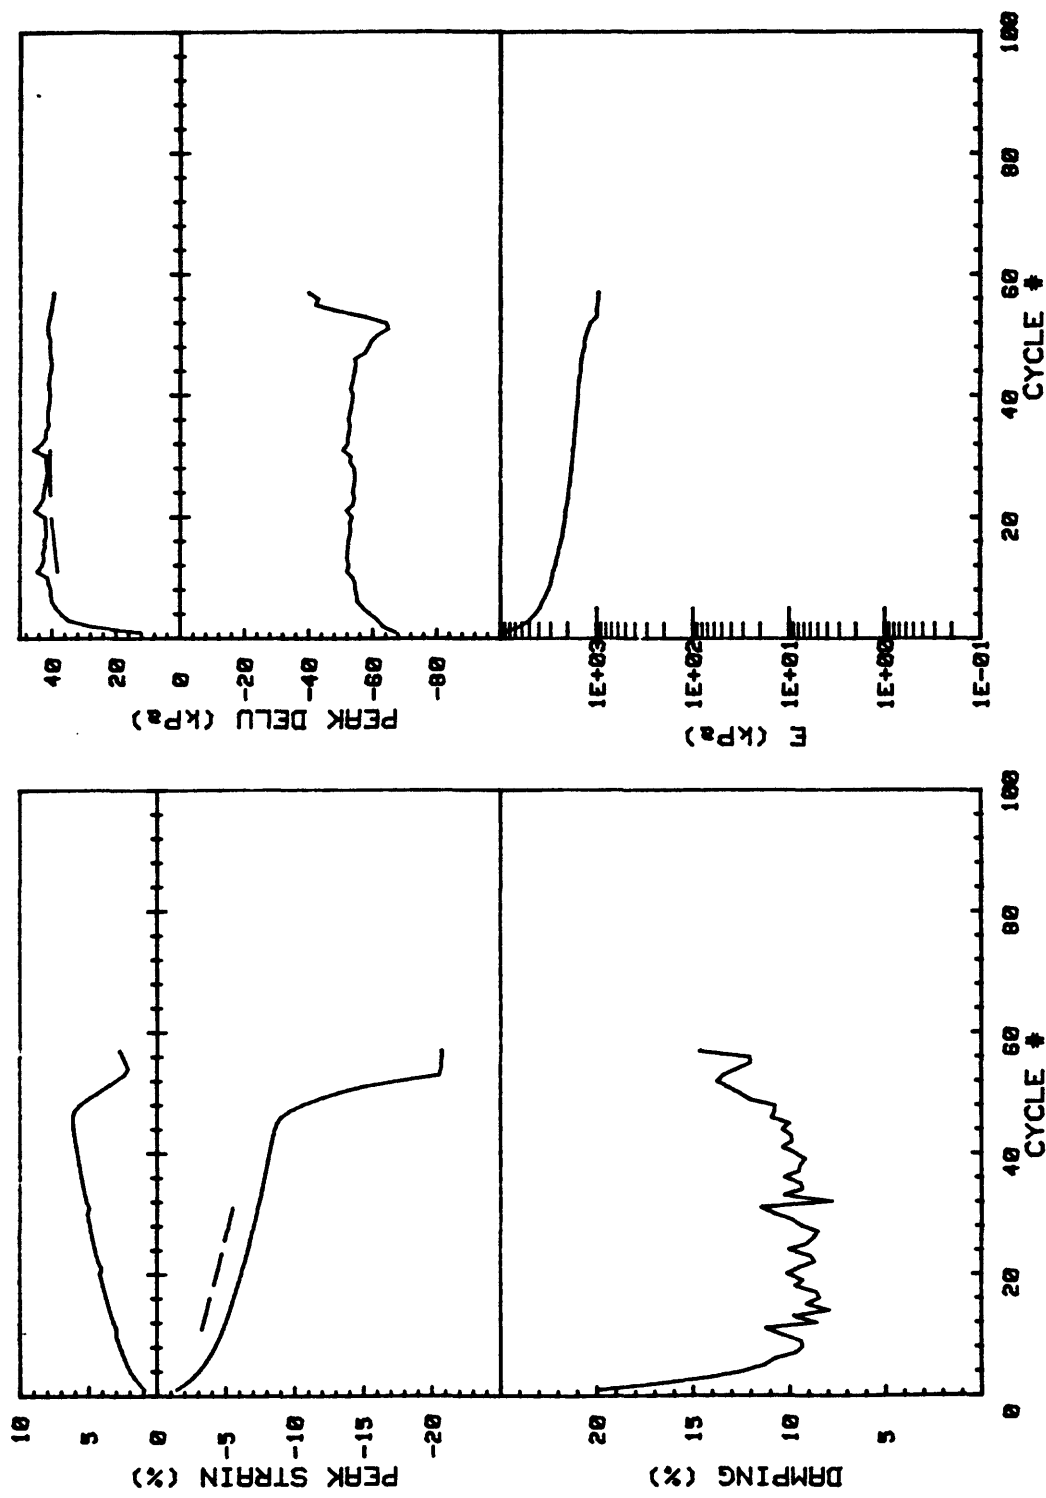 10
5
0
-5
-10
-15
-20
PEAK STRAIN (%)
20
15
10
5
DAMPING (%)
0
20
40
60
80
100
CYCLE #
40
20
0
-20
-40
-60
-80
PEAK DELU (kPa)
1E+03
1E+02
1E+01
1E+00
1E-01
E (kPa)
20
40
60
80
100
CYCLE #